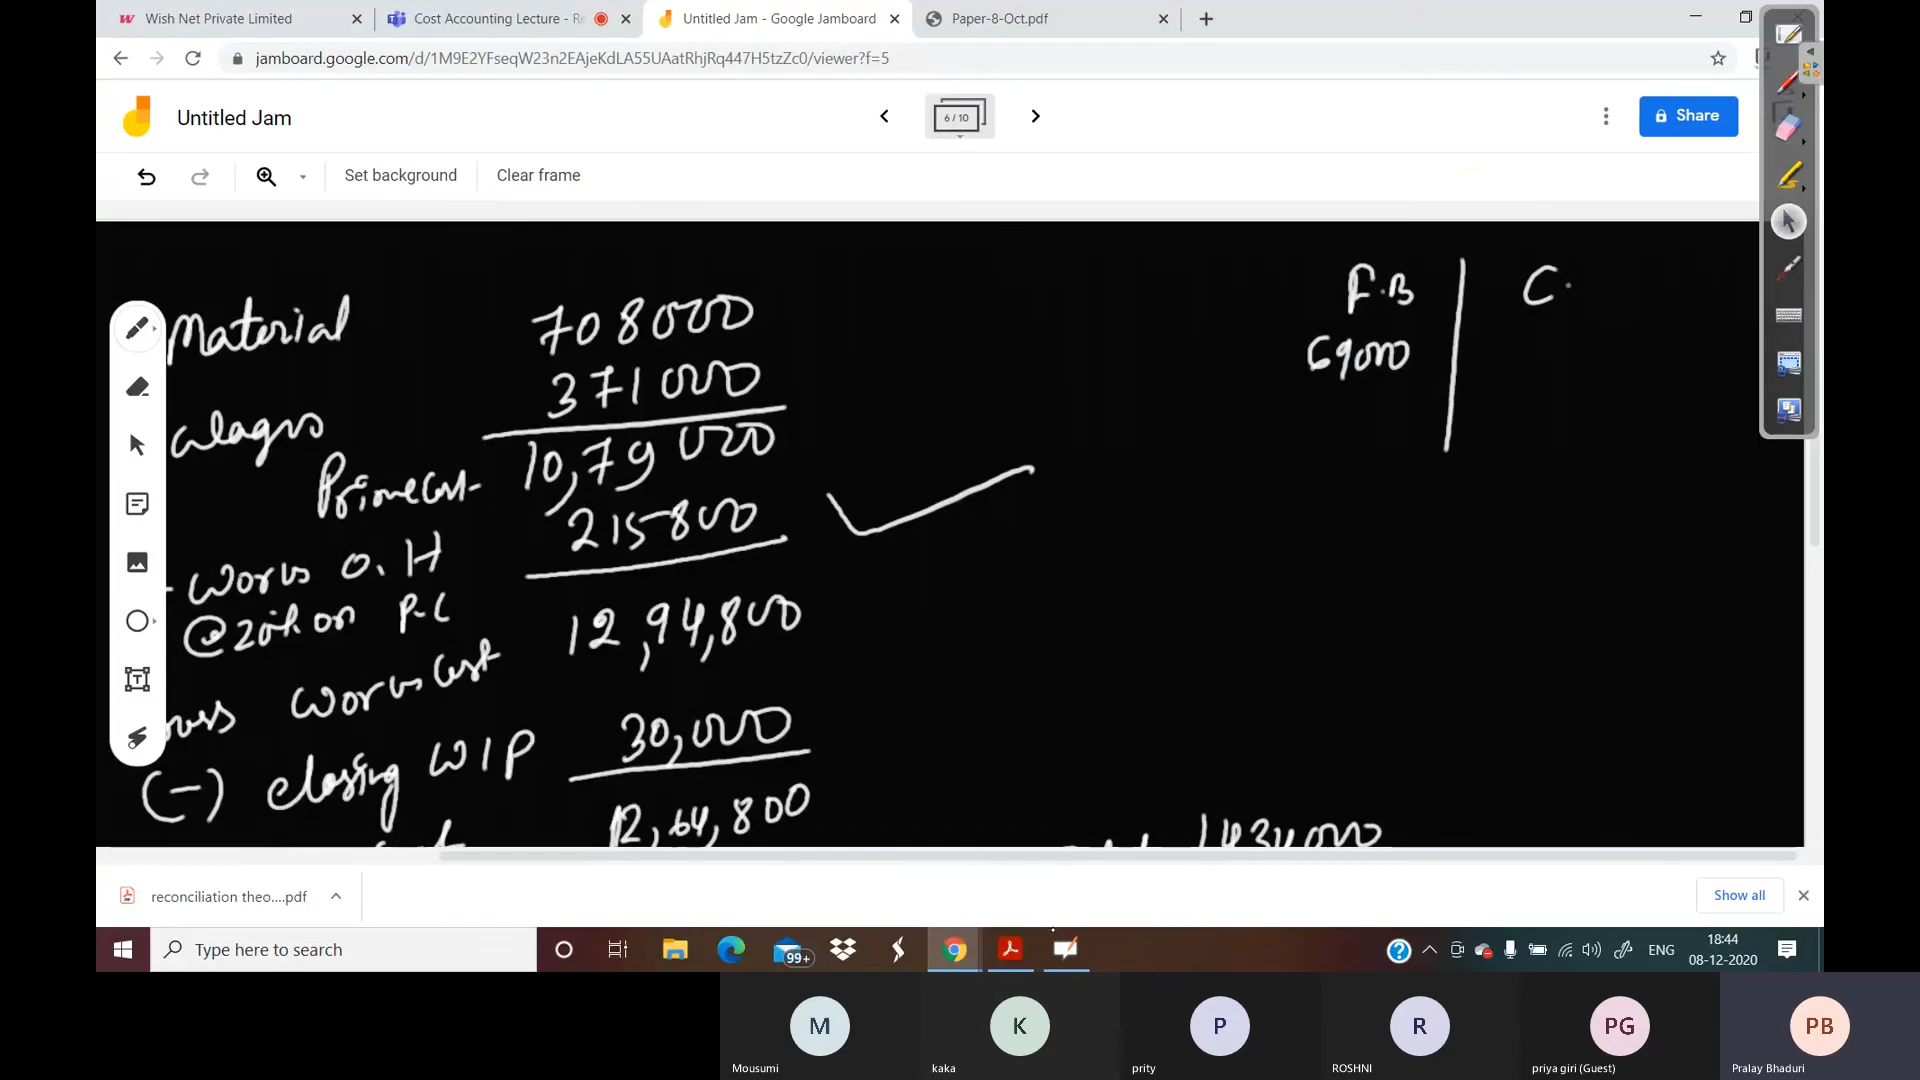 Wish Net Private Limited
Cost Accounting Lecture - Re
Untitled Jam - Google Jamboard
Paper-8-Oct.pdf
jamboard.google.com/d/1M9E2YFseqW23n2EAjeKdLA55UAatRhjRq447H5tzZc0/viewer?f=5
Untitled Jam
6 / 10
Share
Set background
Clear frame
Material 708000
371000
Prime Cost 10,79000
Works O.H 215800
@20% on P.C
Works Cost 12,94,800
(-) closing WIP 30,000
12,64,800
F.B
69000
C.
1434000
reconciliation theo....pdf
Show all
Type here to search
99+
ENG
18:44
08-12-2020
M
K
P
R
PG
PB
Mousumi
kaka
prity
ROSHNI
priya giri (Guest)
Pralay Bhaduri